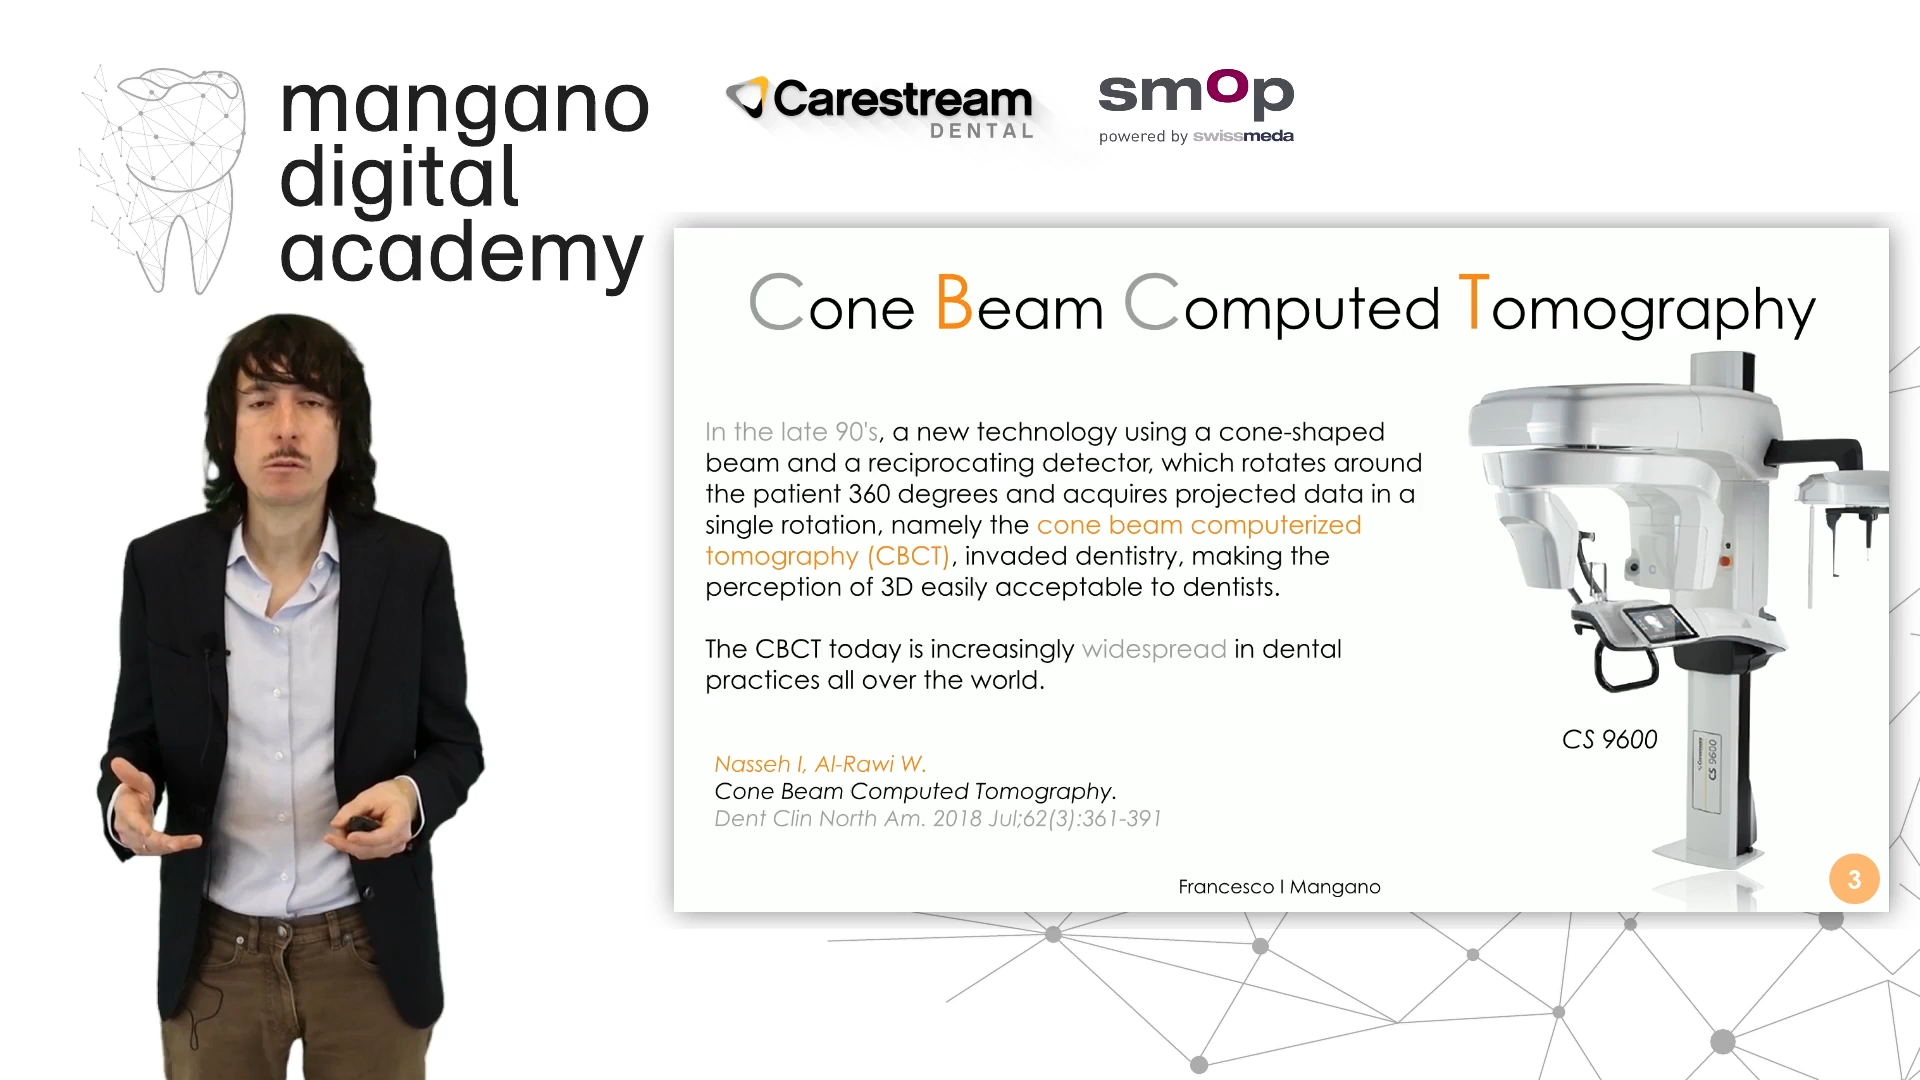 mangano
digital
academy
Carestream
DENTAL
smop
powered by swissmeda
Cone Beam Computed Tomography
In the late 90's, a new technology using a cone-shaped
beam and a reciprocating detector, which rotates around
the patient 360 degrees and acquires projected data in a
single rotation, namely the cone beam computerized
tomography (CBCT), invaded dentistry, making the
perception of 3D easily acceptable to dentists.
The CBCT today is increasingly widespread in dental
practices all over the world.
CS 9600
Carestream
CS 9600
Nasseh I, Al-Rawi W.
Cone Beam Computed Tomography.
Dent Clin North Am. 2018 Jul;62(3):361-391
Francesco I Mangano
3